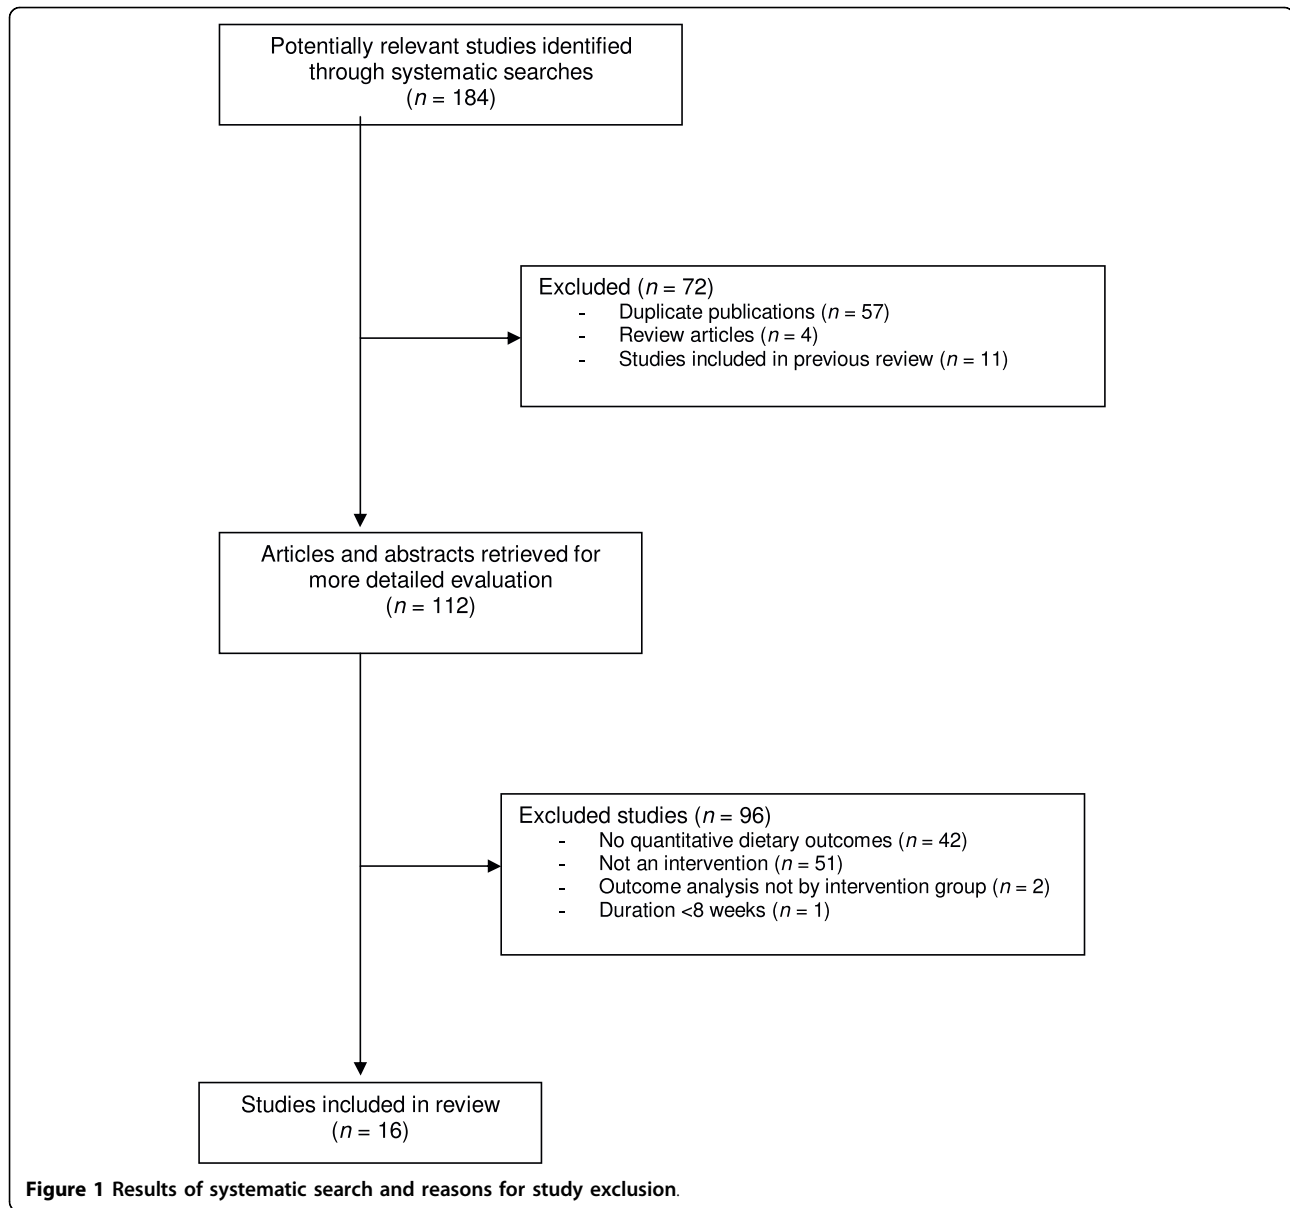 Potentially relevant studies identified
through systematic searches
(n = 184)
Excluded (n = 72)
- Duplicate publications (n = 57)
- Review articles (n = 4)
- Studies included in previous review (n = 11)
Articles and abstracts retrieved for
more detailed evaluation
(n = 112)
Excluded studies (n = 96)
- No quantitative dietary outcomes (n = 42)
- Not an intervention (n = 51)
- Outcome analysis not by intervention group (n = 2)
- Duration <8 weeks (n = 1)
Studies included in review
(n = 16)
Figure 1 Results of systematic search and reasons for study exclusion.